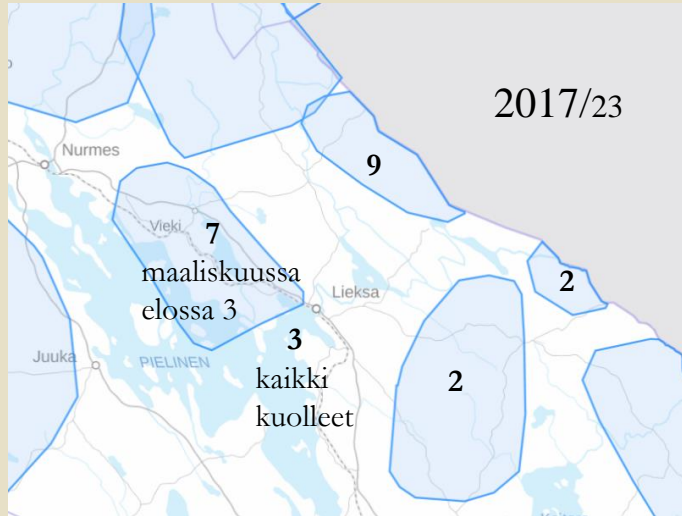 2017/23
Nurmes
9
Vieki
7
maaliskuussa
elossa 3
2
Lieksa
3
Juuka
PIELINEN
kaikki
kuolleet
2